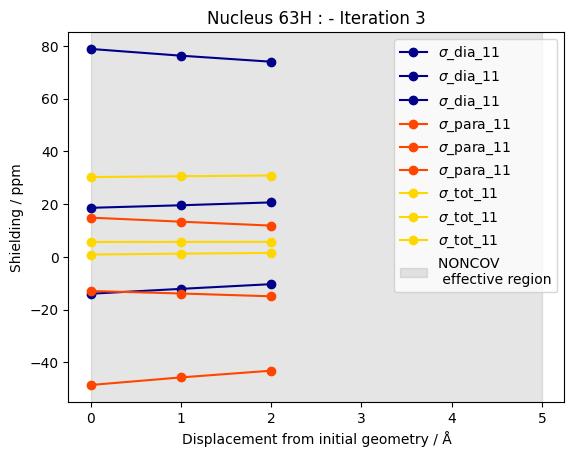 Nucleus 63H : - Iteration 3
Shielding / ppm
80
60
40
20
0
−20
−40
0 1 2 3 4 5
Displacement from initial geometry / Å
σ_dia_11
σ_dia_11
σ_dia_11
σ_para_11
σ_para_11
σ_para_11
σ_tot_11
σ_tot_11
σ_tot_11
NONCOV
effective region